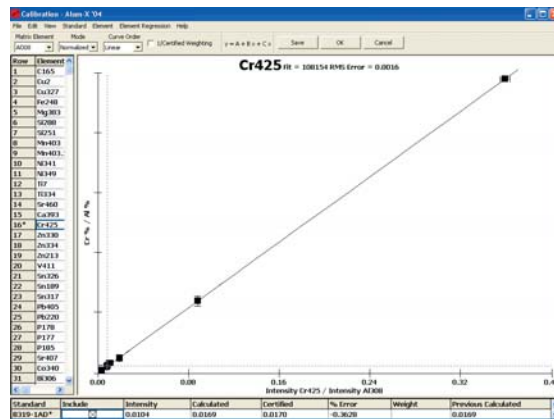 Calibration - Atom-X '04
File Edit View Standard Element Element Regression Help
Matrix Element Mode Curve Order
Al308 Normalized Linear 1/Certified Weighting y = A + Bx + Cx Save OK Cancel
Row Element
1 C165
2 Cu2
3 Cu327
4 Fe248
5 Mg383
6 Si288
7 Si251
8 Mn403
9 Mn403.
10 Ni341
11 Ni349
12 Ti7
13 Ti334
14 Sr460
15 Ca393
16* Cr425
17 Zn330
18 Zn334
19 Zn213
20 V411
21 Sn326
22 Sn189
23 Sn317
24 Pb405
25 Pb220
26 P178
27 P177
28 P185
29 Sr407
30 Co340
31 Bi306
Cr425 Fit = 108154 RMS Error = 0.0016
Cr % / Al %
0.00 0.08 0.16 0.24 0.32 0.4
Intensity Cr425 / Intensity Al308
Standard Include Intensity Calculated Certified % Error Weight Previous Calculated
B319-1AD* 0.0104 0.0169 0.0170 -0.3628 0.0169